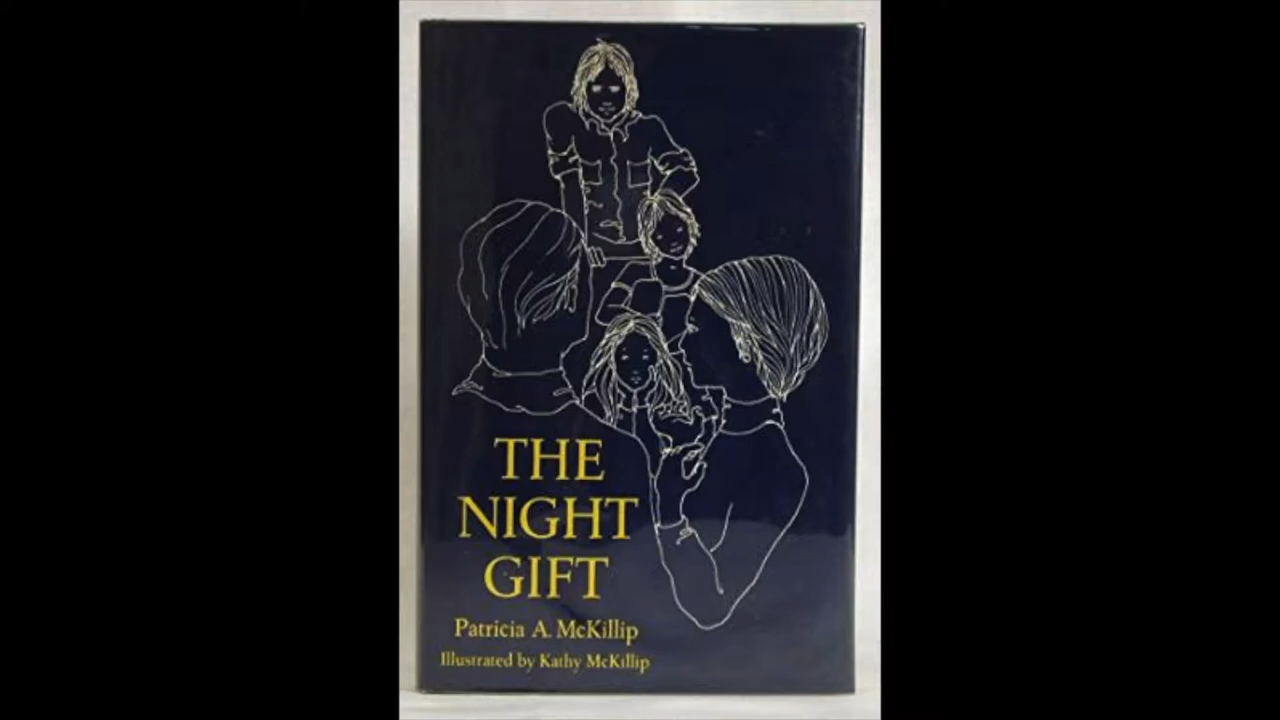 THE
NIGHT
GIFT
Patricia A. McKillip
Illustrated by Kathy McKillip